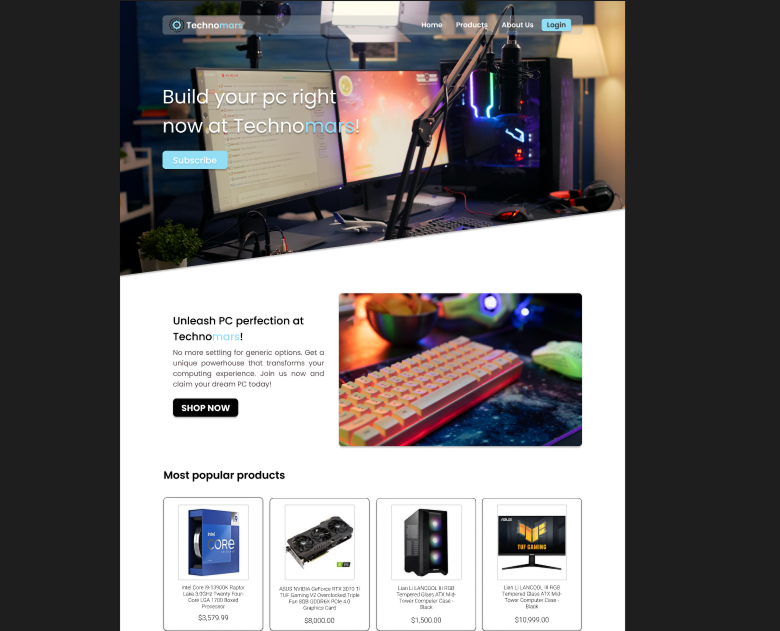 Technomars
Home Products About Us Login
Build your pc right
now at Technomars!
Subscribe
Unleash PC perfection at
Technomars!
No more settling for generic options. Get a
unique powerhouse that transforms your
computing experience. Join us now and
claim your dream PC today!
SHOP NOW
Most popular products
intel
CORE
i9
ASUS
TUF GAMING
Intel Core i9-13900K Raptor
Lake 3.0GHz Twenty Four-
Core LGA 1700 Boxed
Processor
$3,579.99
ASUS NVIDIA GeForce RTX 3070 Ti
TUF Gaming V2 Overclocked Triple
Fan 8GB GDDR6X PCIe 4.0
Graphics Card
$8,000.00
Lian Li LANCOOL III RGB
Tempered Glass ATX Mid-
Tower Computer Case -
Black
$1,500.00
Lian Li LANCOOL III RGB
Tempered Glass ATX Mid-
Tower Computer Case -
Black
$10,999.00